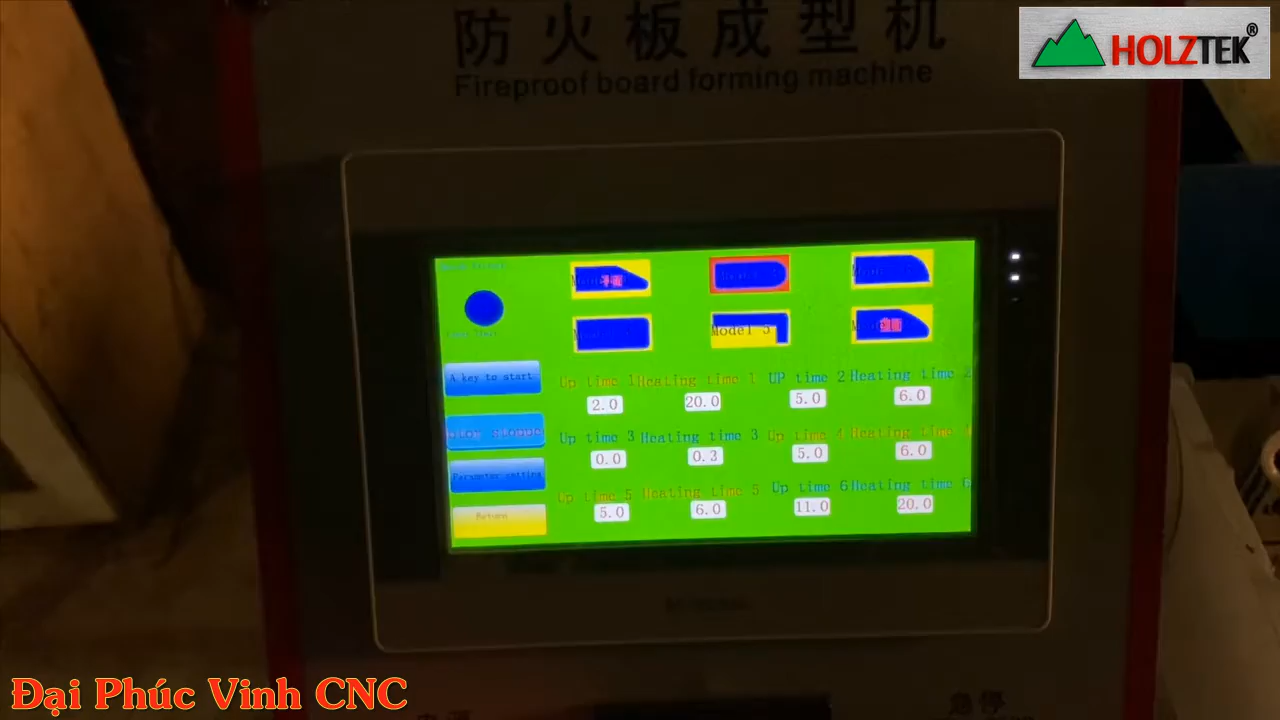 防火板成型机
Fireproof board forming machine
HOLZTEK®
Model 5
A key to start
Up time 1 Heating time 1 UP time 2 Heating time 2
2.0 20.0 5.0 6.0
Up time 3 Heating time 3 Up time 4 Heating time 4
0.0 0.3 5.0 6.0
Parameter setting
Up time 5 Heating time 5 Up time 6 Heating time 6
5.0 6.0 11.0 20.0
Return
急停
Đại Phúc Vinh CNC